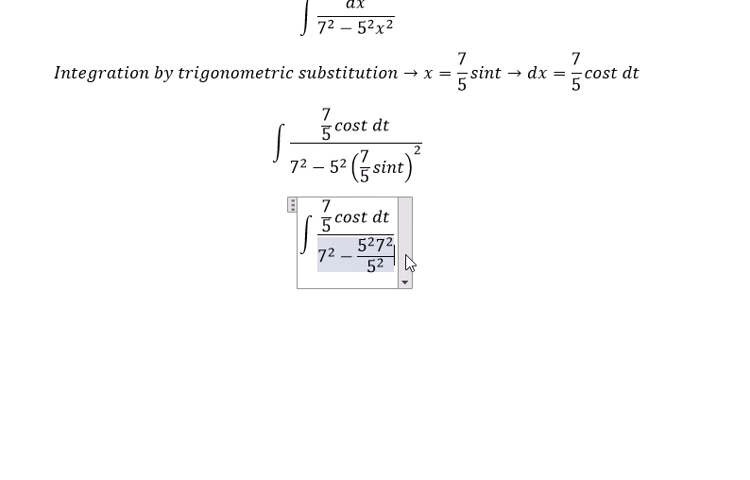 ∫ dx / (7² − 5²x²)
Integration by trigonometric substitution → x = 7/5 sint → dx = 7/5 cost dt
∫ (7/5 cost dt) / (7² − 5² (7/5 sint)²)
∫ (7/5 cost dt) / (7² − 5²7²/5²)